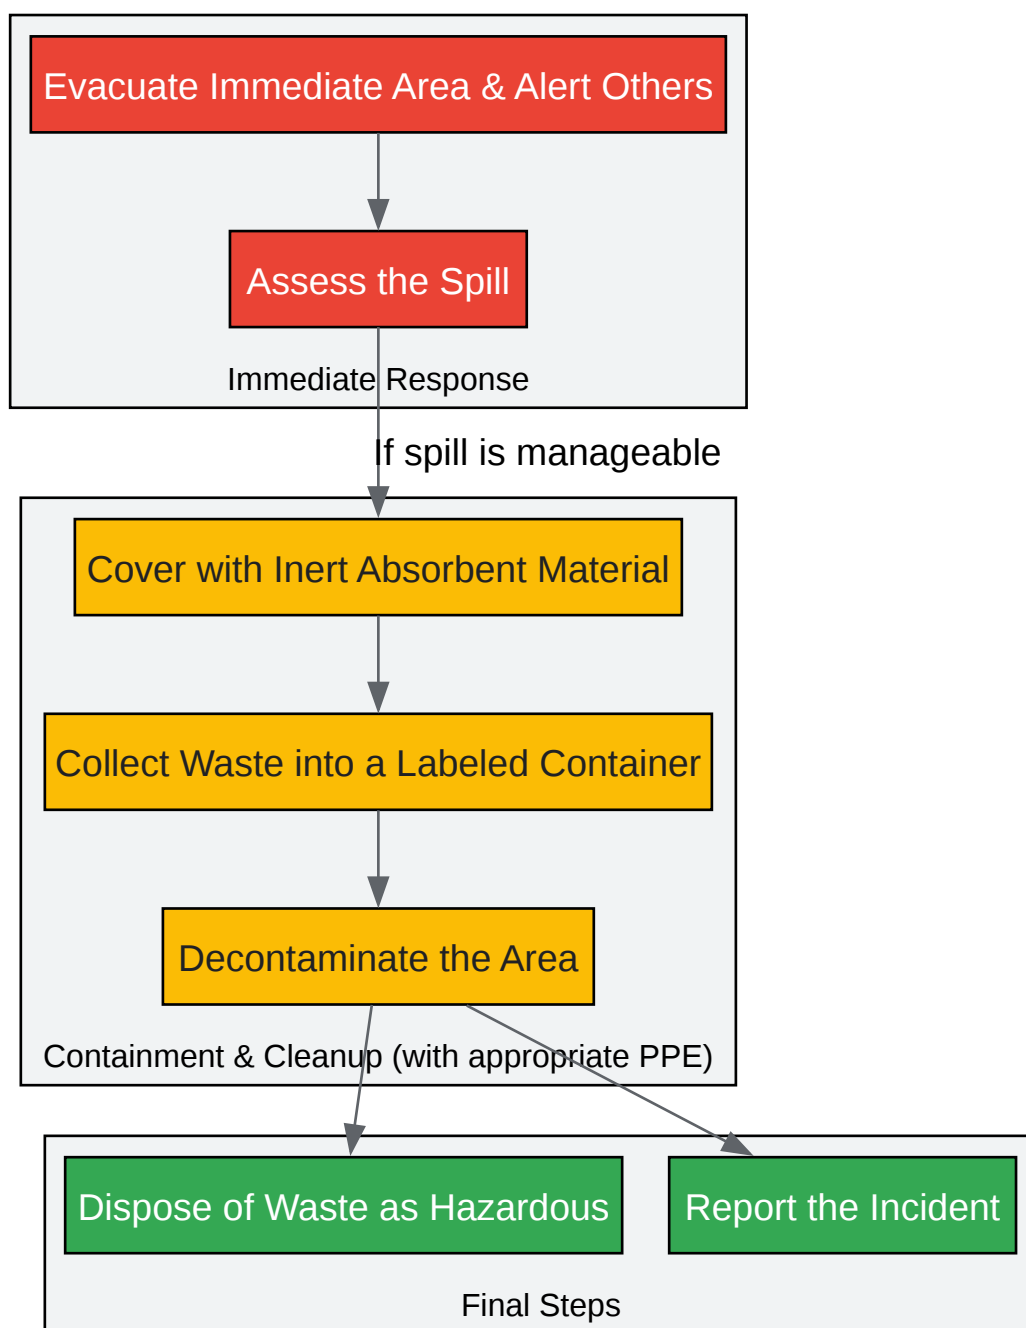 Evacuate Immediate Area & Alert Others
Assess the Spill
Immediate Response
If spill is manageable
Cover with Inert Absorbent Material
Collect Waste into a Labeled Container
Decontaminate the Area
Containment & Cleanup (with appropriate PPE)
Dispose of Waste as Hazardous
Report the Incident
Final Steps